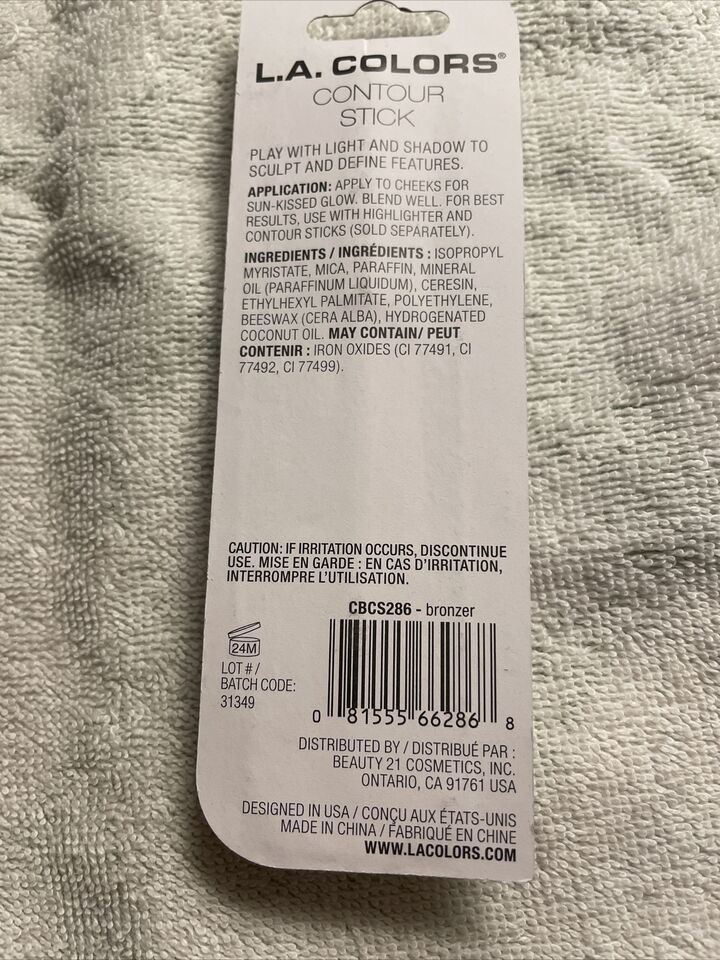 L.A. COLORS®
CONTOUR
STICK
PLAY WITH LIGHT AND SHADOW TO
SCULPT AND DEFINE FEATURES.
APPLICATION: APPLY TO CHEEKS FOR
SUN-KISSED GLOW. BLEND WELL. FOR BEST
RESULTS, USE WITH HIGHLIGHTER AND
CONTOUR STICKS (SOLD SEPARATELY).
INGREDIENTS / INGRÉDIENTS : ISOPROPYL
MYRISTATE, MICA, PARAFFIN, MINERAL
OIL (PARAFFINUM LIQUIDUM), CERESIN,
ETHYLHEXYL PALMITATE, POLYETHYLENE,
BEESWAX (CERA ALBA), HYDROGENATED
COCONUT OIL. MAY CONTAIN/ PEUT
CONTENIR : IRON OXIDES (CI 77491, CI
77492, CI 77499).
CAUTION: IF IRRITATION OCCURS, DISCONTINUE
USE. MISE EN GARDE : EN CAS D'IRRITATION,
INTERROMPRE L'UTILISATION.
CBCS286 - bronzer
24M
LOT # /
BATCH CODE:
31349
0 81555 66286 8
DISTRIBUTED BY / DISTRIBUÉ PAR :
BEAUTY 21 COSMETICS, INC.
ONTARIO, CA 91761 USA
DESIGNED IN USA / CONÇU AUX ÉTATS-UNIS
MADE IN CHINA / FABRIQUÉ EN CHINE
WWW.LACOLORS.COM